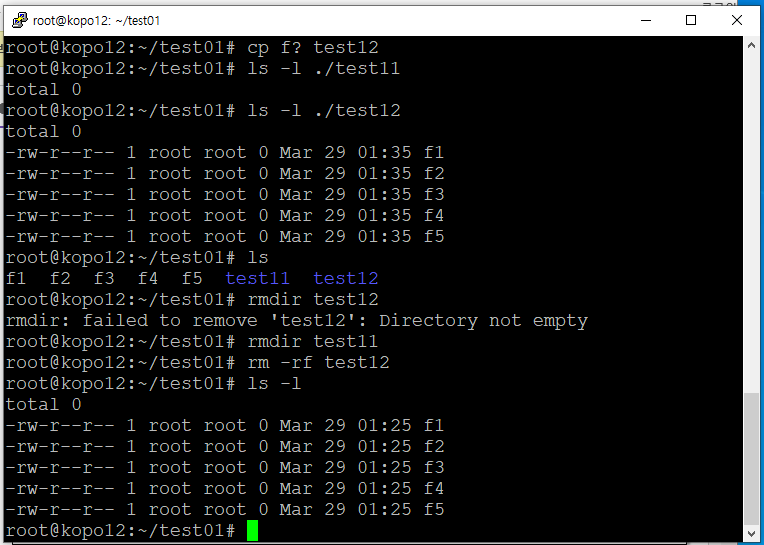 root@kopo12: ~/test01
root@kopo12:~/test01# cp f? test12
root@kopo12:~/test01# ls -l ./test11
total 0
root@kopo12:~/test01# ls -l ./test12
total 0
-rw-r--r-- 1 root root 0 Mar 29 01:35 f1
-rw-r--r-- 1 root root 0 Mar 29 01:35 f2
-rw-r--r-- 1 root root 0 Mar 29 01:35 f3
-rw-r--r-- 1 root root 0 Mar 29 01:35 f4
-rw-r--r-- 1 root root 0 Mar 29 01:35 f5
root@kopo12:~/test01# ls
f1  f2  f3  f4  f5  test11  test12
root@kopo12:~/test01# rmdir test12
rmdir: failed to remove 'test12': Directory not empty
root@kopo12:~/test01# rmdir test11
root@kopo12:~/test01# rm -rf test12
root@kopo12:~/test01# ls -l
total 0
-rw-r--r-- 1 root root 0 Mar 29 01:25 f1
-rw-r--r-- 1 root root 0 Mar 29 01:25 f2
-rw-r--r-- 1 root root 0 Mar 29 01:25 f3
-rw-r--r-- 1 root root 0 Mar 29 01:25 f4
-rw-r--r-- 1 root root 0 Mar 29 01:25 f5
root@kopo12:~/test01#